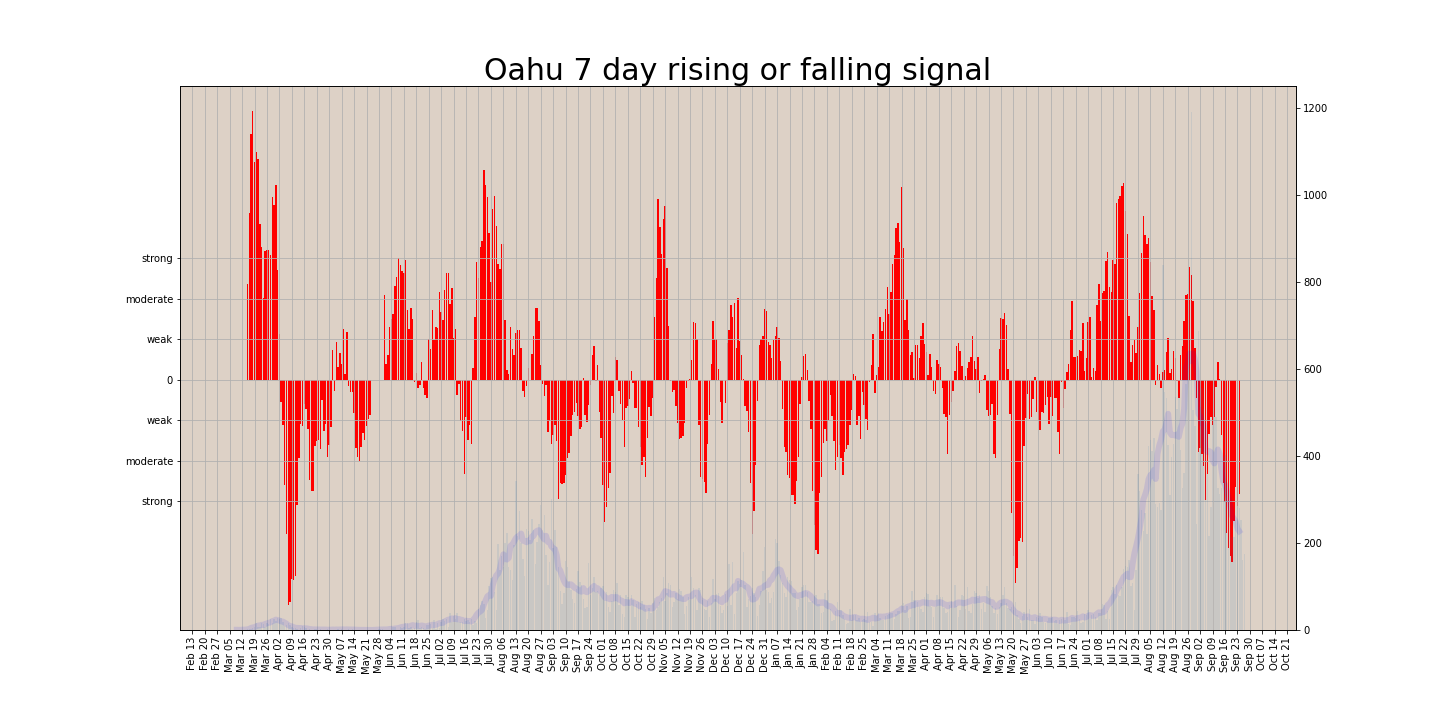 Oahu 7 day rising or falling signal
strong
moderate
weak
0
weak
moderate
strong
1200
1000
800
600
400
200
0
Feb 13
Feb 20
Feb 27
Mar 05
Mar 12
Mar 19
Mar 26
Apr 02
Apr 09
Apr 16
Apr 23
Apr 30
May 07
May 14
May 21
May 28
Jun 04
Jun 11
Jun 18
Jun 25
Jul 02
Jul 09
Jul 16
Jul 23
Jul 30
Aug 06
Aug 13
Aug 20
Aug 27
Sep 03
Sep 10
Sep 17
Sep 24
Oct 01
Oct 08
Oct 15
Oct 22
Oct 29
Nov 05
Nov 12
Nov 19
Nov 26
Dec 03
Dec 10
Dec 17
Dec 24
Dec 31
Jan 07
Jan 14
Jan 21
Jan 28
Feb 04
Feb 11
Feb 18
Feb 25
Mar 04
Mar 11
Mar 18
Mar 25
Apr 01
Apr 08
Apr 15
Apr 22
Apr 29
May 06
May 13
May 20
May 27
Jun 03
Jun 10
Jun 17
Jun 24
Jul 01
Jul 08
Jul 15
Jul 22
Jul 29
Aug 05
Aug 12
Aug 19
Aug 26
Sep 02
Sep 09
Sep 16
Sep 23
Sep 30
Oct 07
Oct 14
Oct 21